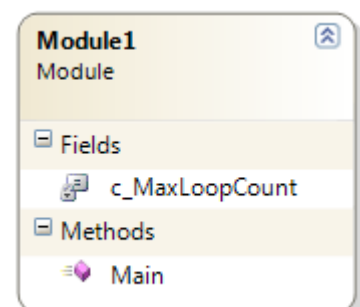 Module1
Module
Fields
c_MaxLoopCount
Methods
Main